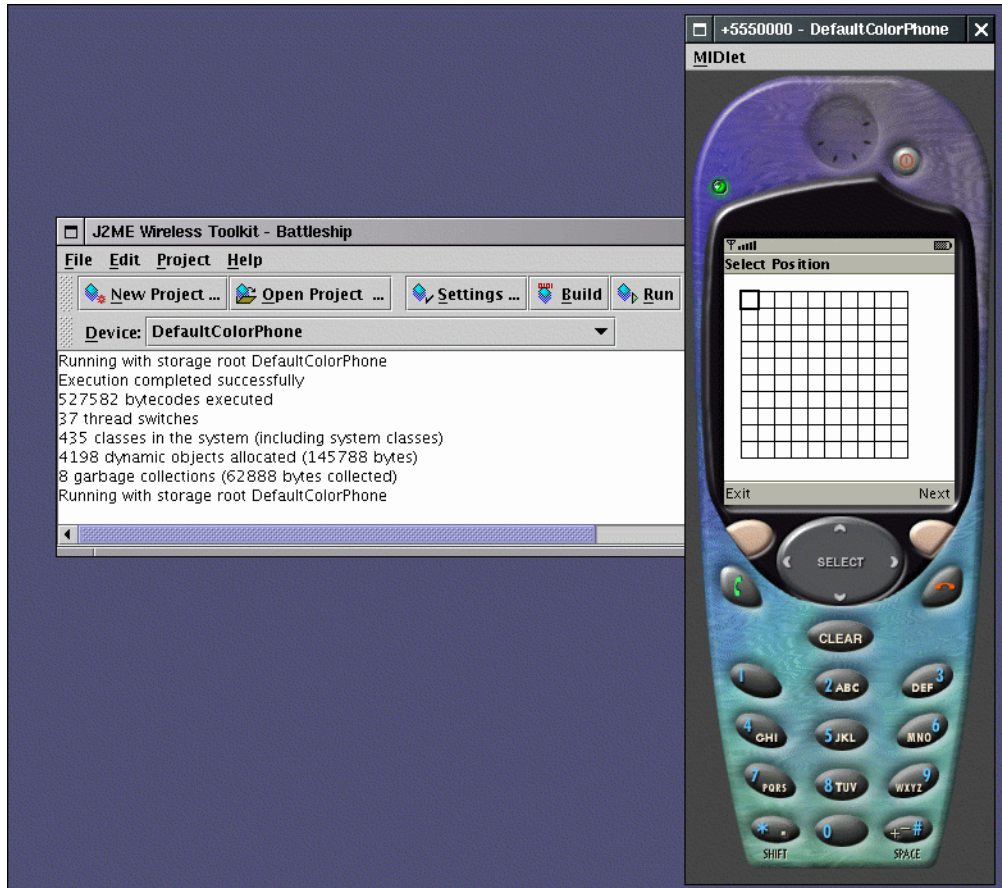 +5550000 - DefaultColorPhone
MIDlet
J2ME Wireless Toolkit - Battleship
File Edit Project Help
New Project ... Open Project ... Settings ... Build Run
Device: DefaultColorPhone
Running with storage root DefaultColorPhone
Execution completed successfully
527582 bytecodes executed
37 thread switches
435 classes in the system (including system classes)
4198 dynamic objects allocated (145788 bytes)
8 garbage collections (62888 bytes collected)
Running with storage root DefaultColorPhone
Select Position
Exit Next
SELECT
CLEAR
1 2 ABC DEF 3
4 GHI 5 JKL MNO 6
7 PQRS 8 TUV WXYZ 9
* . 0 +-#
SHIFT SPACE